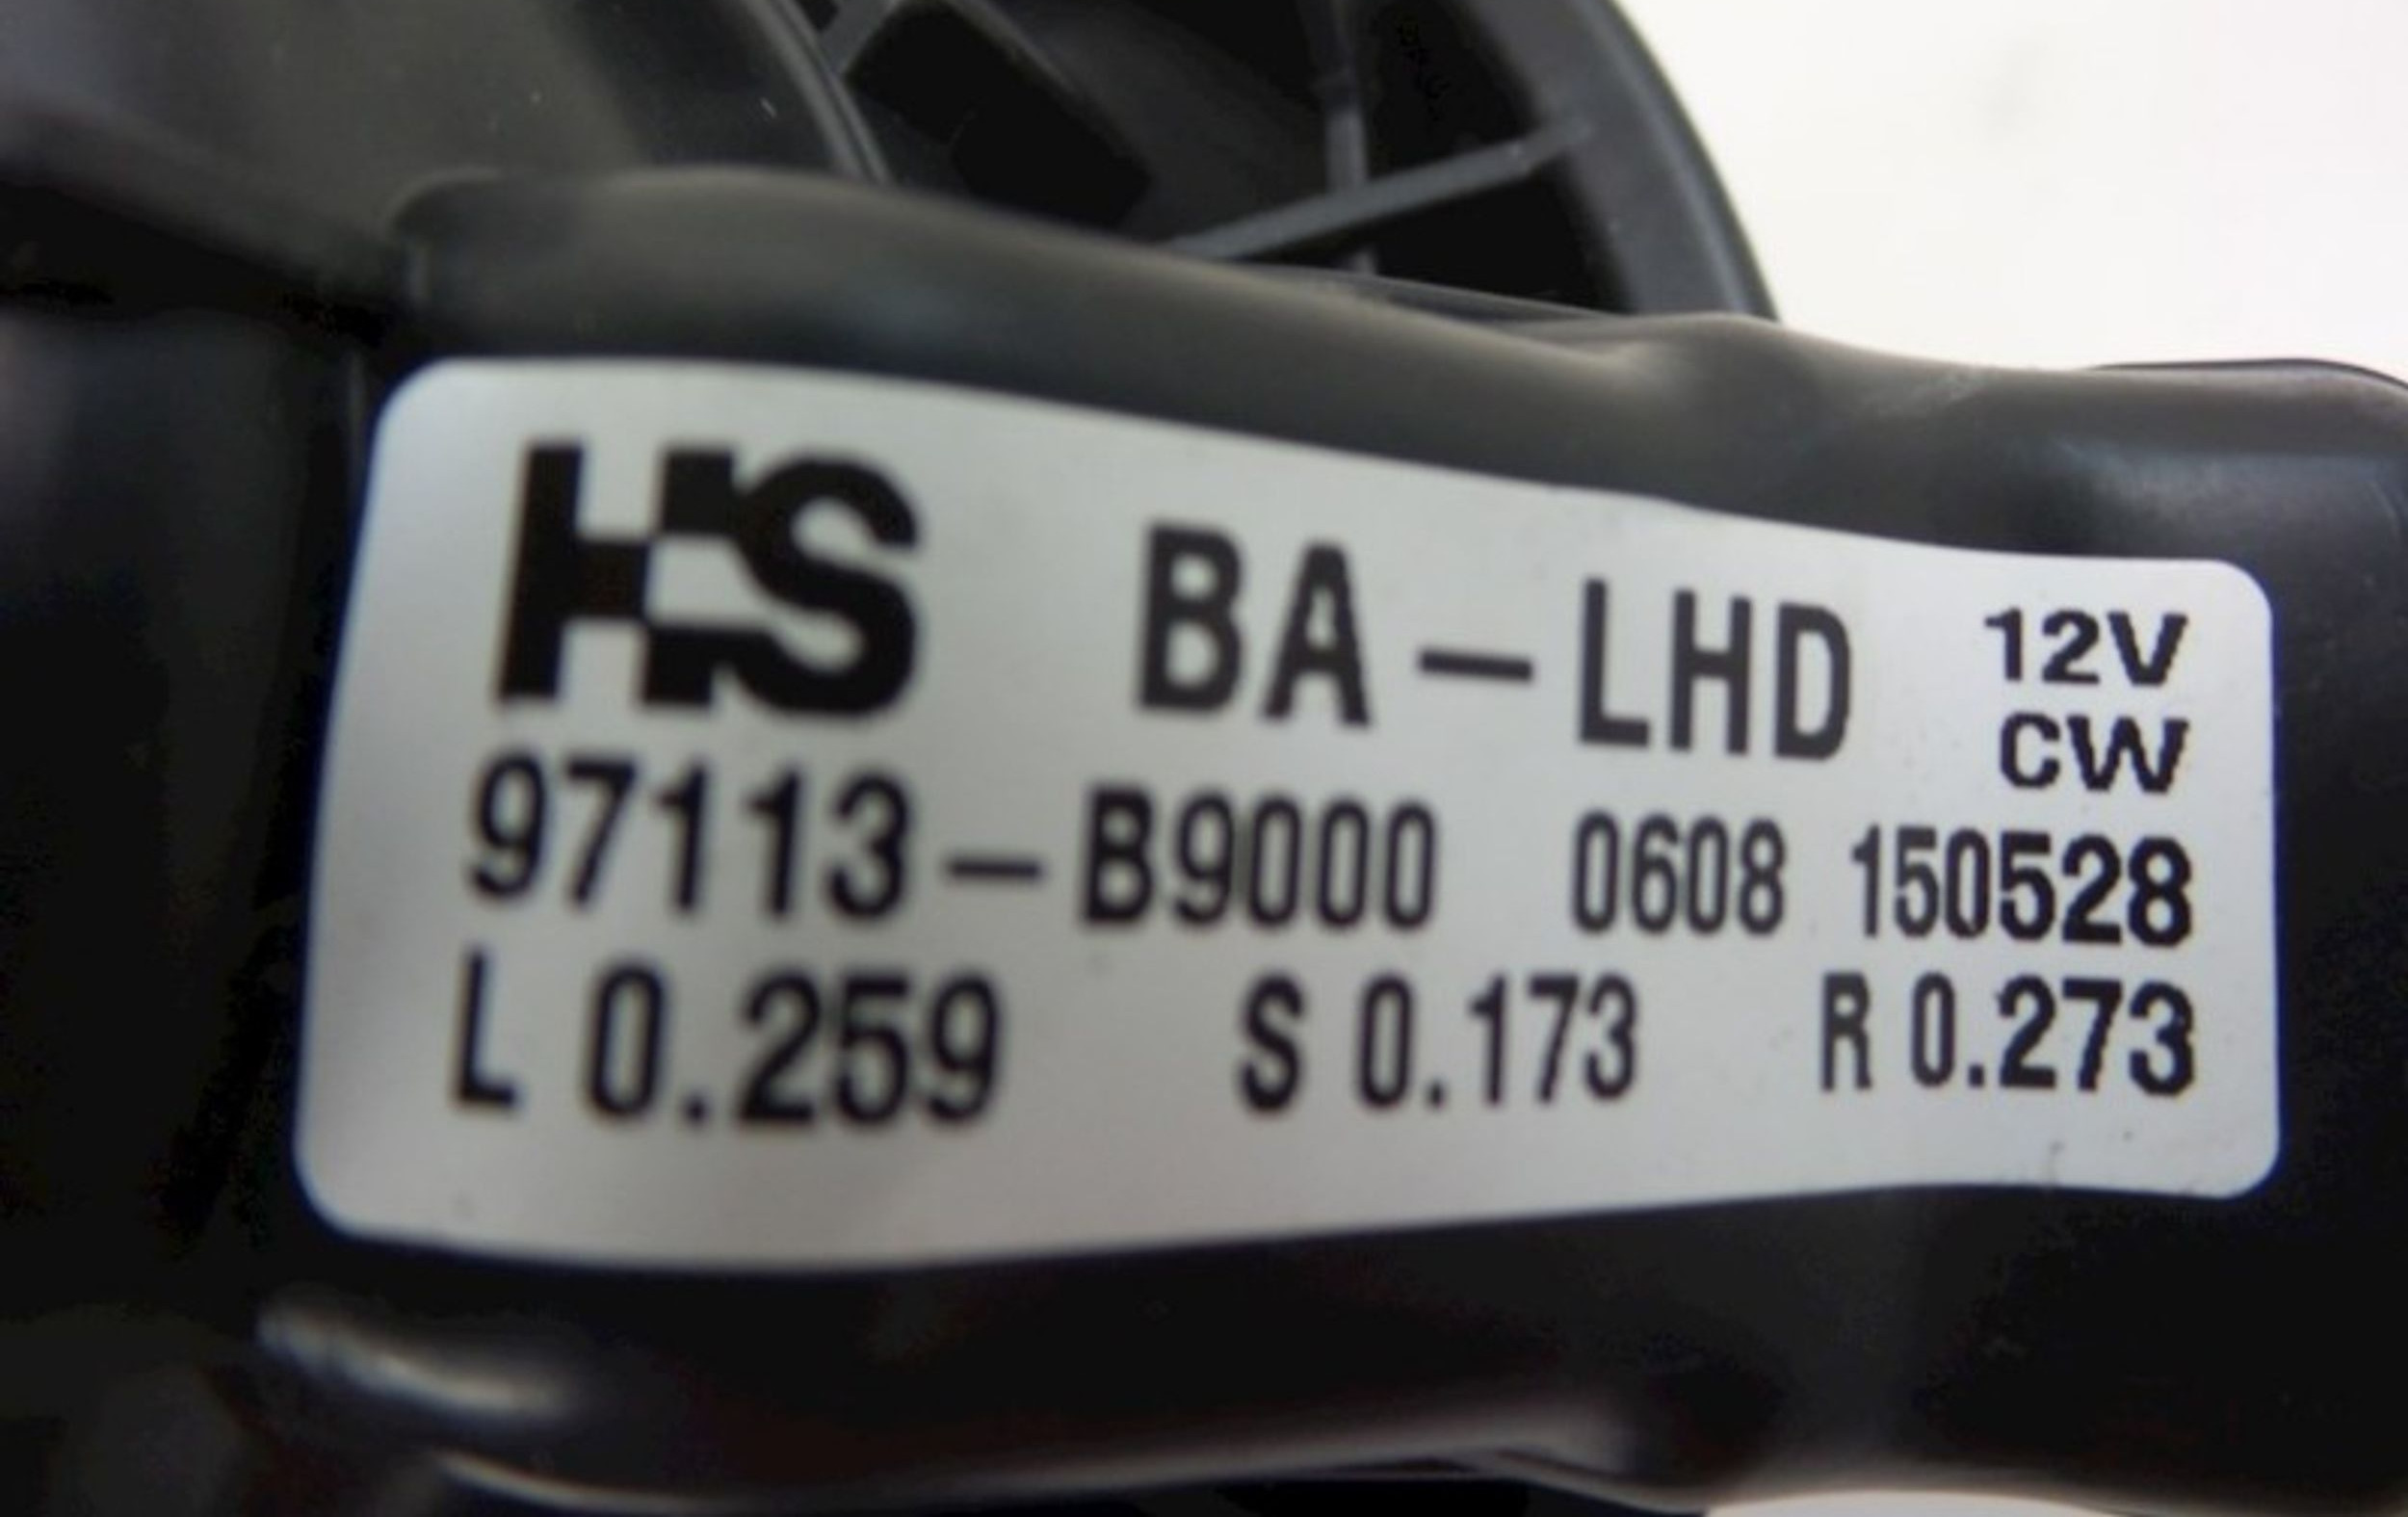 HS BA-LHD 12V
CW
97113-B9000 0608 150528
L 0.259 S 0.173 R 0.273